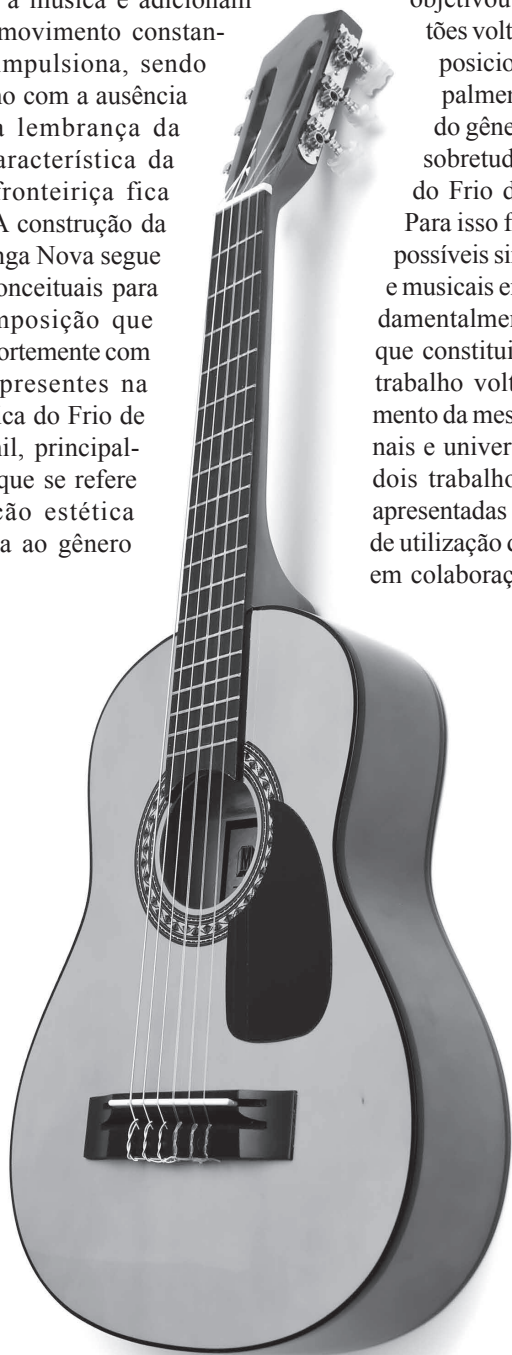 à música e adicionam
movimento constan-
impulsiona, sendo
no com a ausência
a lembrança da
aracterística da
fronteiriça fica
A construção da
nga Nova segue
onceituais para
mposição que
ortemente com
presentes na
ca do Frio de
nil, principal-
que se refere
ção estética
a ao gênero
objetivou
tões volt
posicio
palmen
do gêne
sobretud
do Frio d
Para isso f
possíveis si
e musicais e
damentalme
que constitui
trabalho volt
mento da mes
nais e univer
dois trabalho
apresentadas
de utilização d
em colaboraç